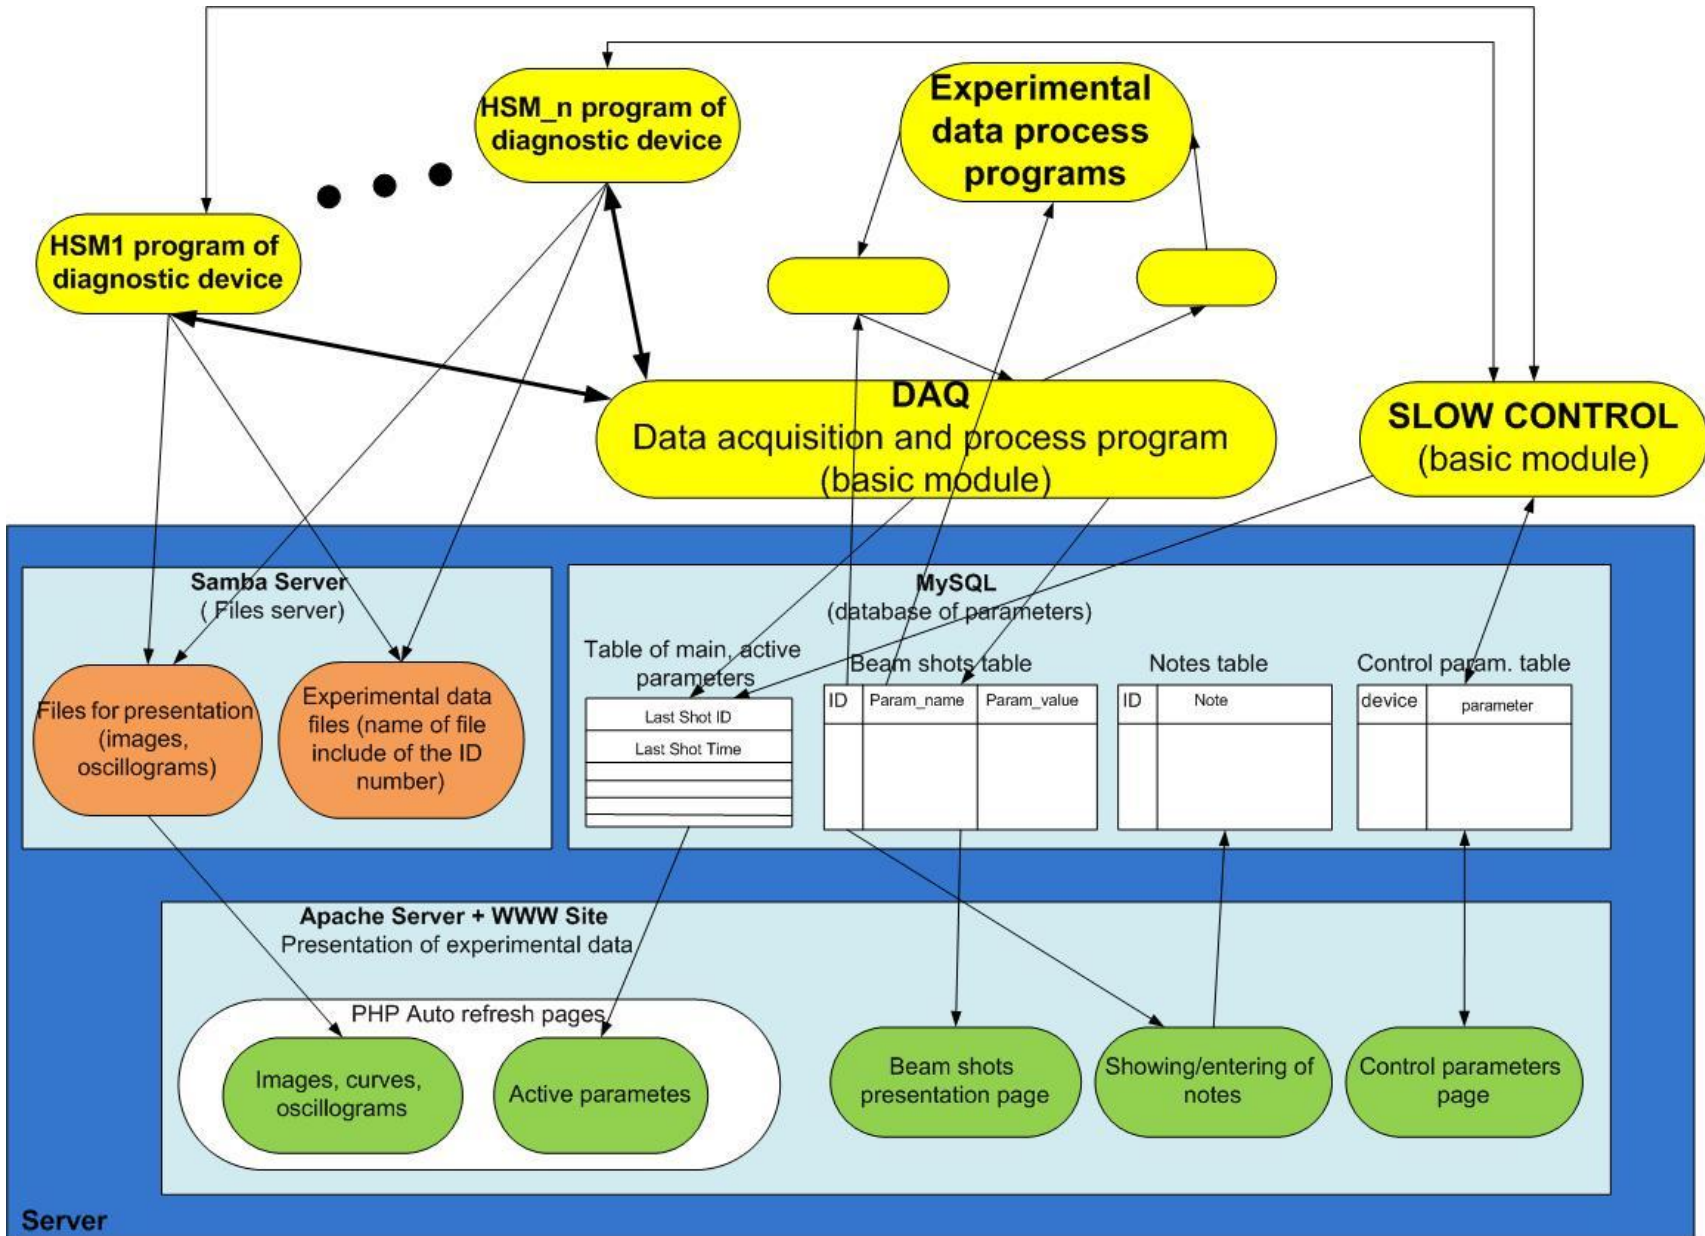 HSM_n program of
diagnostic device
Experimental
data process
programs
HSM1 program of
diagnostic device
DAQ
Data acquisition and process program
(basic module)
SLOW CONTROL
(basic module)
Samba Server
( Files server)
MySQL
(database of parameters)
Table of main, active
parameters
Beam shots table
Notes table
Control param. table
Files for presentation
(images,
oscillograms)
Experimental data
files (name of file
include of the ID
number)
Last Shot ID
Last Shot Time
ID
Param_name
Param_value
ID
Note
device
parameter
Apache Server + WWW Site
Presentation of experimental data
PHP Auto refresh pages
Images, curves,
oscillograms
Active parametes
Beam shots
presentation page
Showing/entering of
notes
Control parameters
page
Server